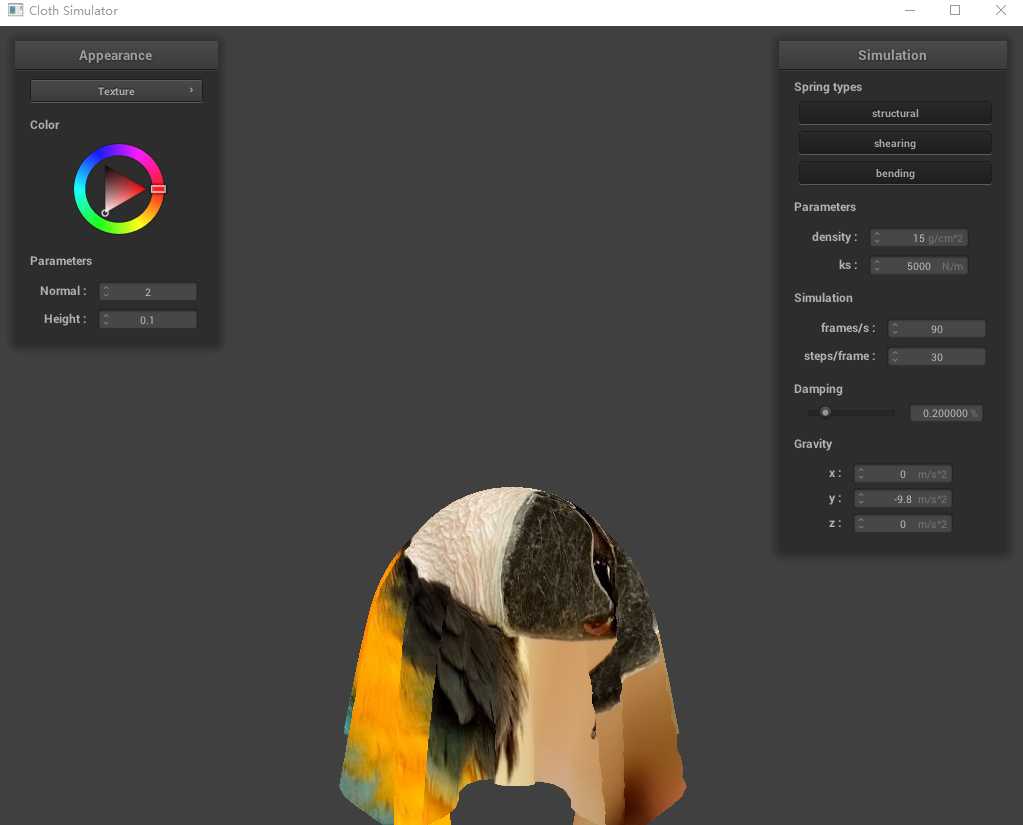 Cloth Simulator
Appearance
Texture
Color
Parameters
Normal : 2
Height : 0.1
Simulation
Spring types
structural
shearing
bending
Parameters
density : 15 g/cm^2
ks : 5000 N/m
Simulation
frames/s : 90
steps/frame : 30
Damping
0.200000 %
Gravity
x : 0 m/s^2
y : -9.8 m/s^2
z : 0 m/s^2